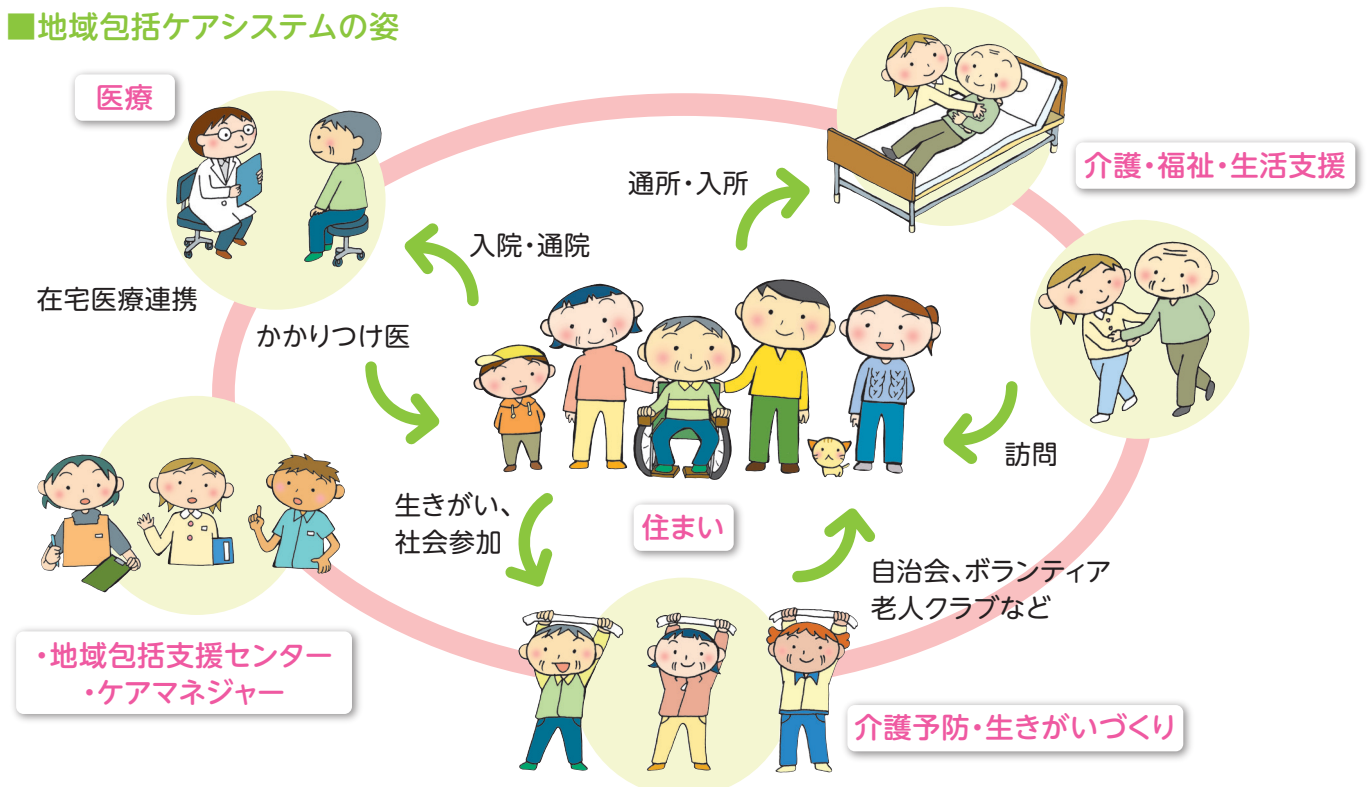 ■地域包括ケアシステムの姿
医療
介護・福祉・生活支援
通所・入所
入院・通院
在宅医療連携
かかりつけ医
訪問
生きがい、
社会参加
住まい
自治会、ボランティア
老人クラブなど
・地域包括支援センター
・ケアマネジャー
介護予防・生きがいづくり